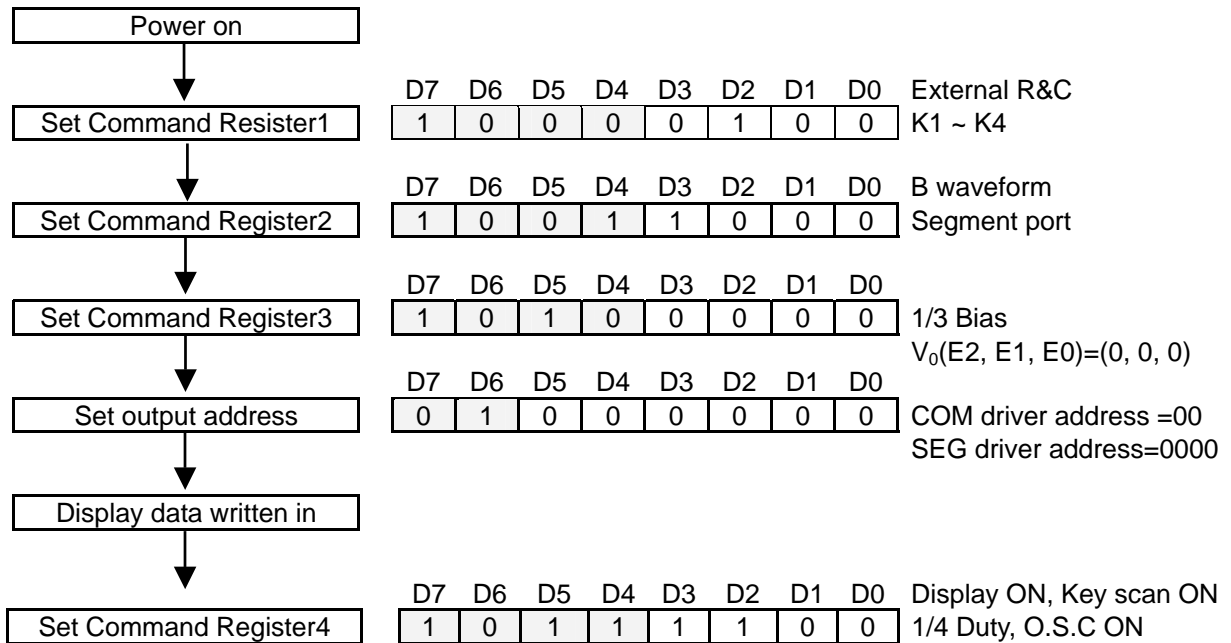 Power on
D7 D6 D5 D4 D3 D2 D1 D0 External R&C
Set Command Resister1 1 0 0 0 0 1 0 0 K1 ~ K4
D7 D6 D5 D4 D3 D2 D1 D0 B waveform
Set Command Register2 1 0 0 1 1 0 0 0 Segment port
D7 D6 D5 D4 D3 D2 D1 D0
Set Command Register3 1 0 1 0 0 0 0 0 1/3 Bias
V₀(E2, E1, E0)=(0, 0, 0)
D7 D6 D5 D4 D3 D2 D1 D0
Set output address 0 1 0 0 0 0 0 0 COM driver address =00
SEG driver address=0000
Display data written in
D7 D6 D5 D4 D3 D2 D1 D0 Display ON, Key scan ON
Set Command Register4 1 0 1 1 1 1 0 0 1/4 Duty, O.S.C ON